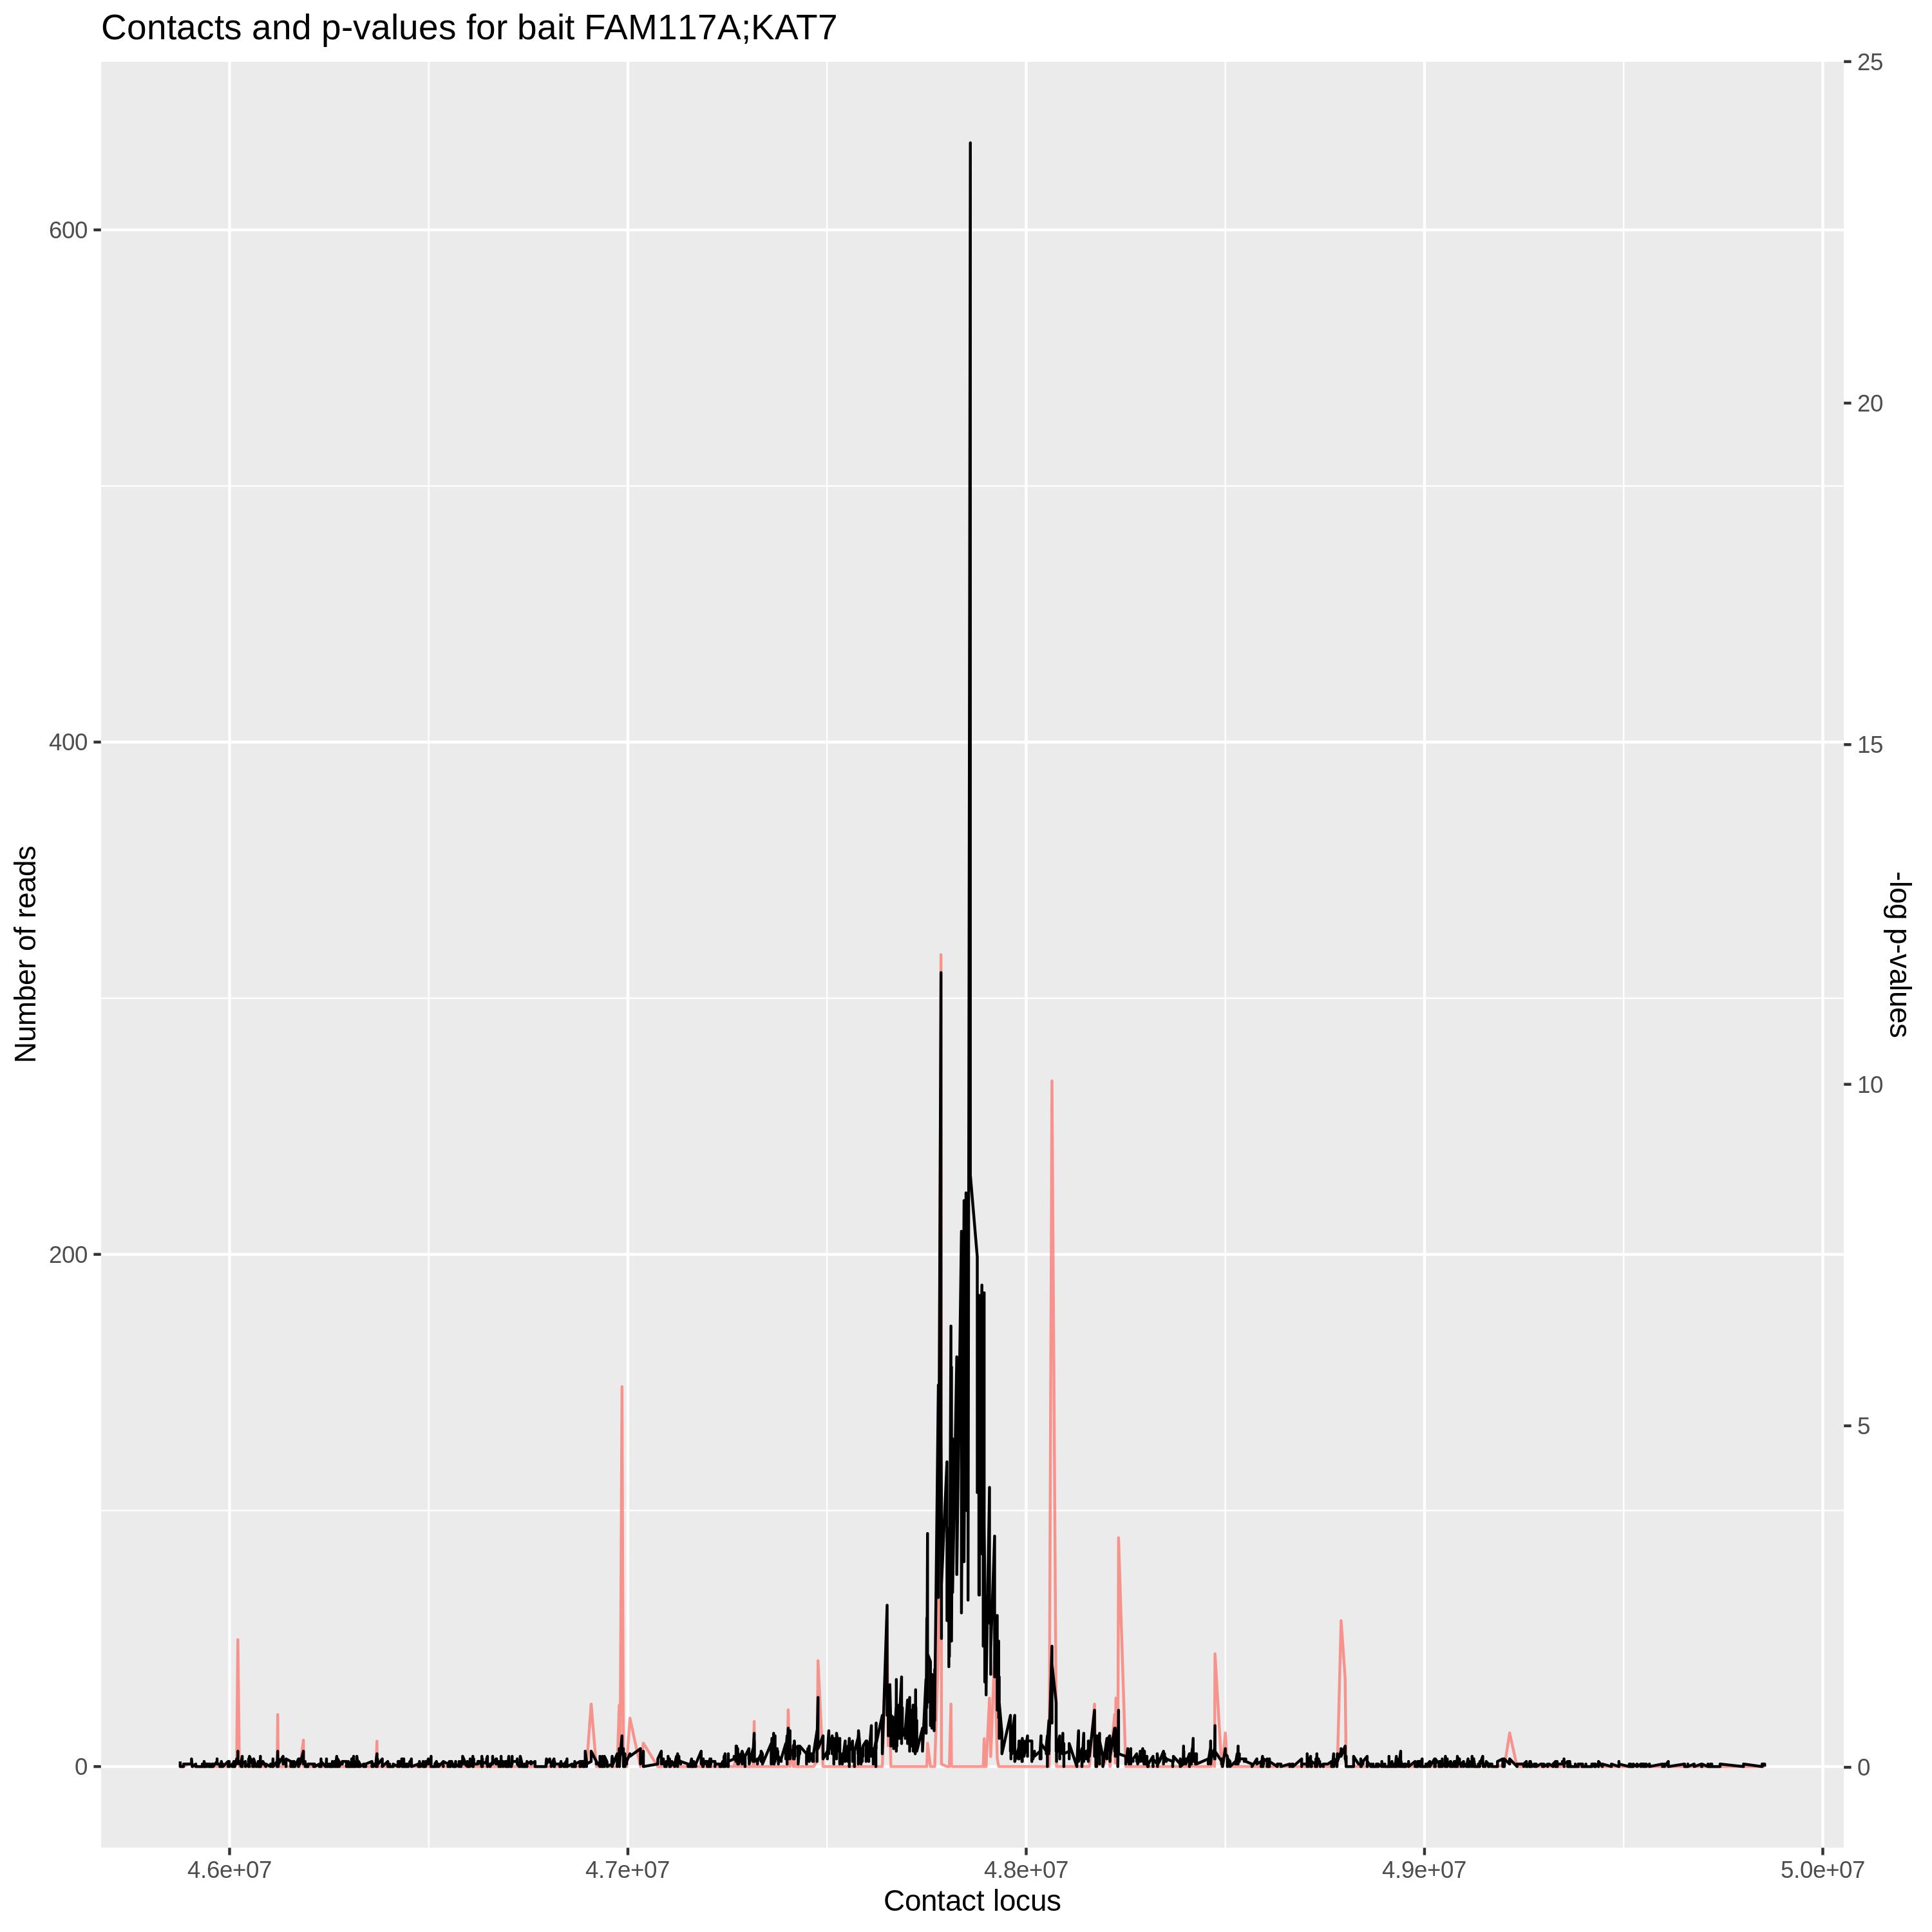 Contacts and p-values for bait FAM117A;KAT7
25
600
20
400
15
Number of reads
-log p-values
10
200
5
0
0
4.6e+07
4.7e+07
4.8e+07
4.9e+07
5.0e+07
Contact locus